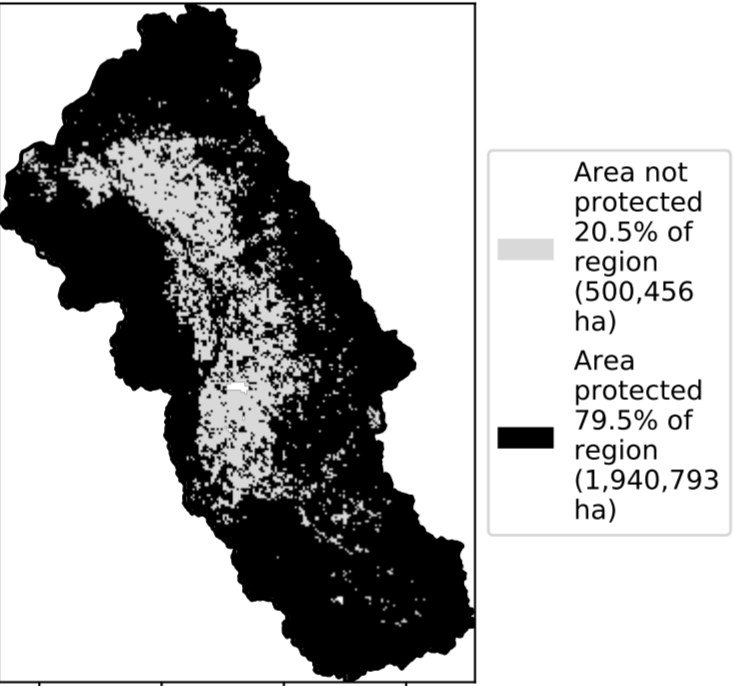 Area not
protected
20.5% of
region
(500,456
ha)
Area
protected
79.5% of
region
(1,940,793
ha)